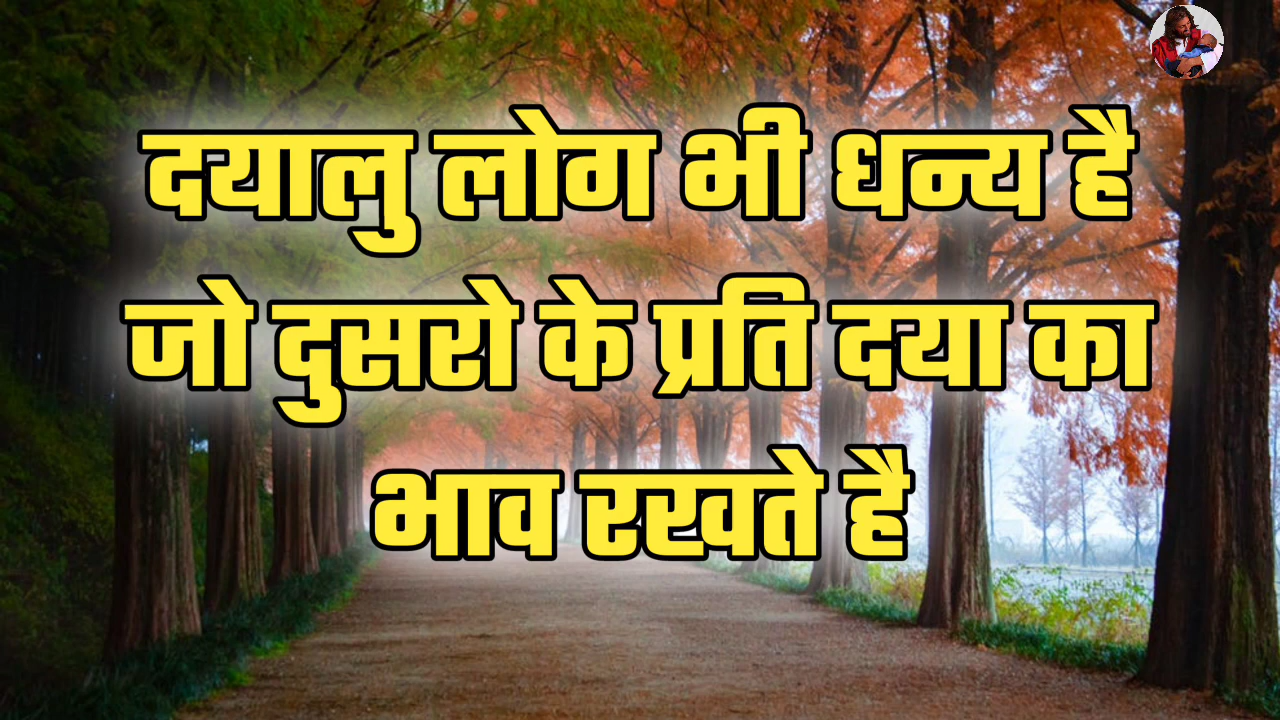 दयालु लोग भी धन्य है
जो दुसरो के प्रति दया का
भाव रखते है